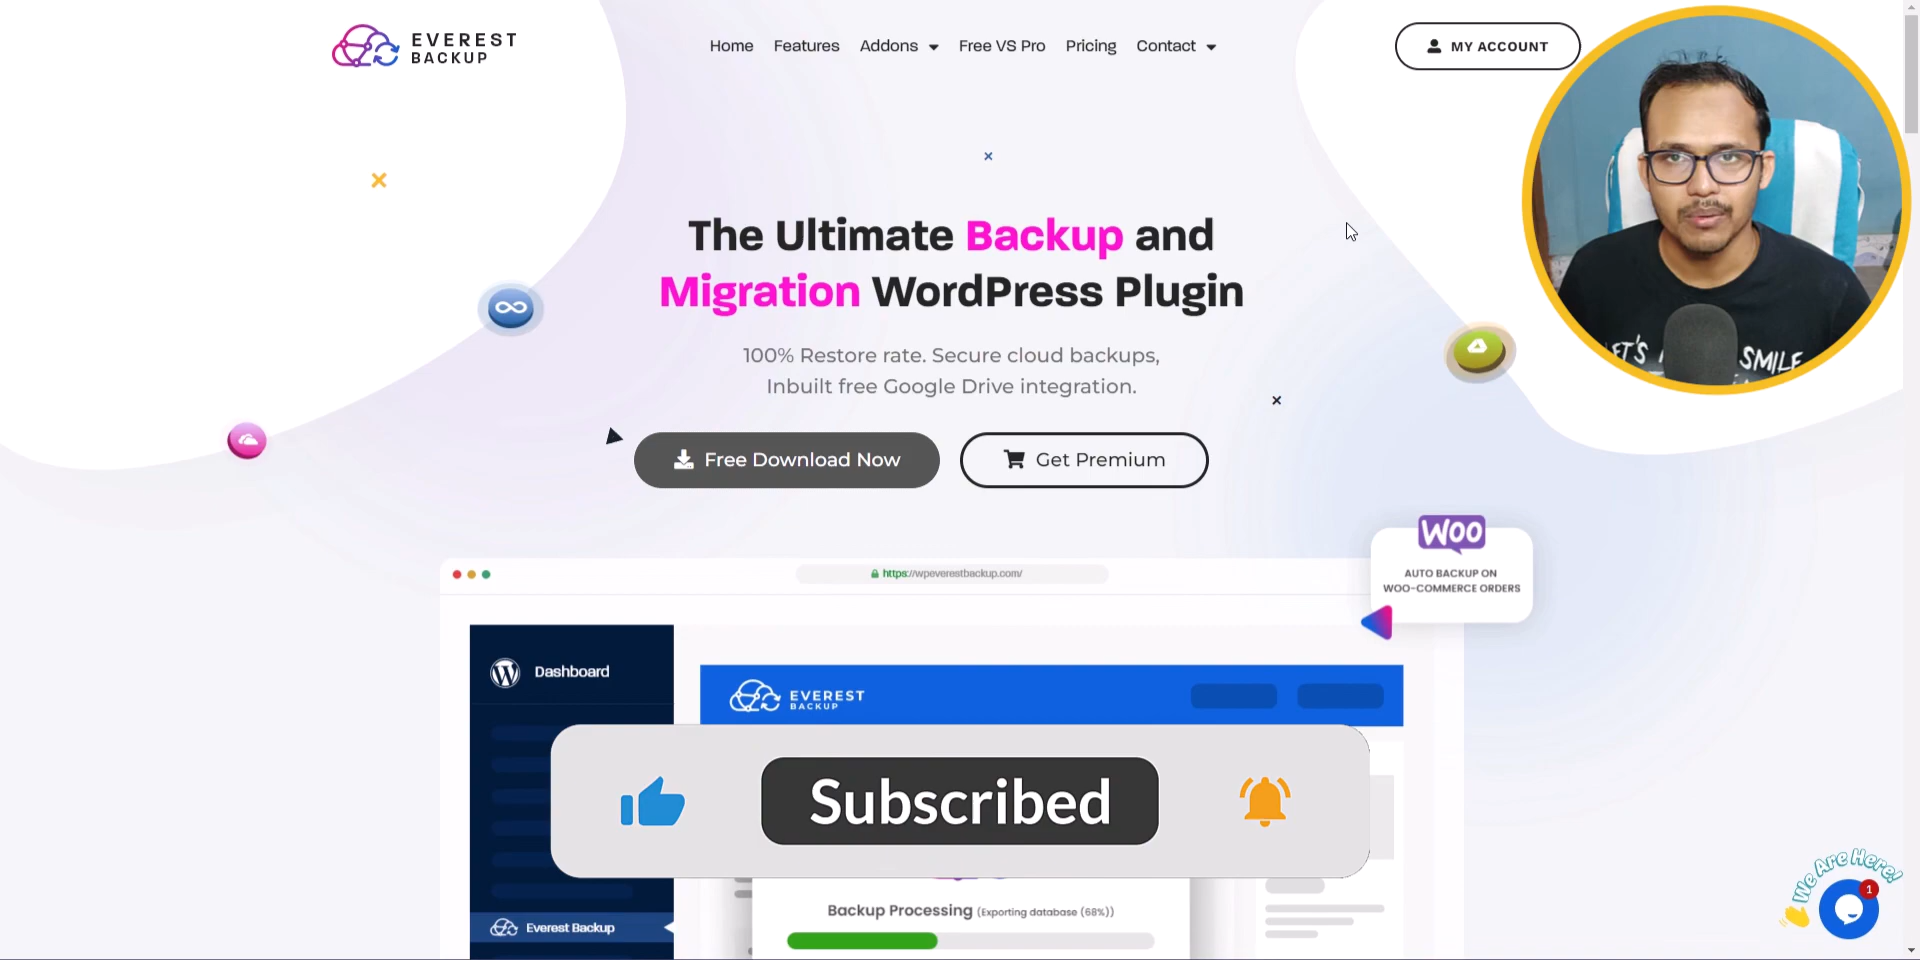 EVEREST
BACKUP
Home
Features
Addons
Free VS Pro
Pricing
Contact
MY ACCOUNT
The Ultimate Backup and
Migration WordPress Plugin
100% Restore rate. Secure cloud backups,
Inbuilt free Google Drive integration.
Free Download Now
Get Premium
WOO
AUTO BACKUP ON
WOO-COMMERCE ORDERS
https://wpeverestbackup.com/
Dashboard
EVEREST
BACKUP
Subscribed
Backup Processing (Exporting database (68%))
Everest Backup
We Are Here!
1
LET'S
SMILE